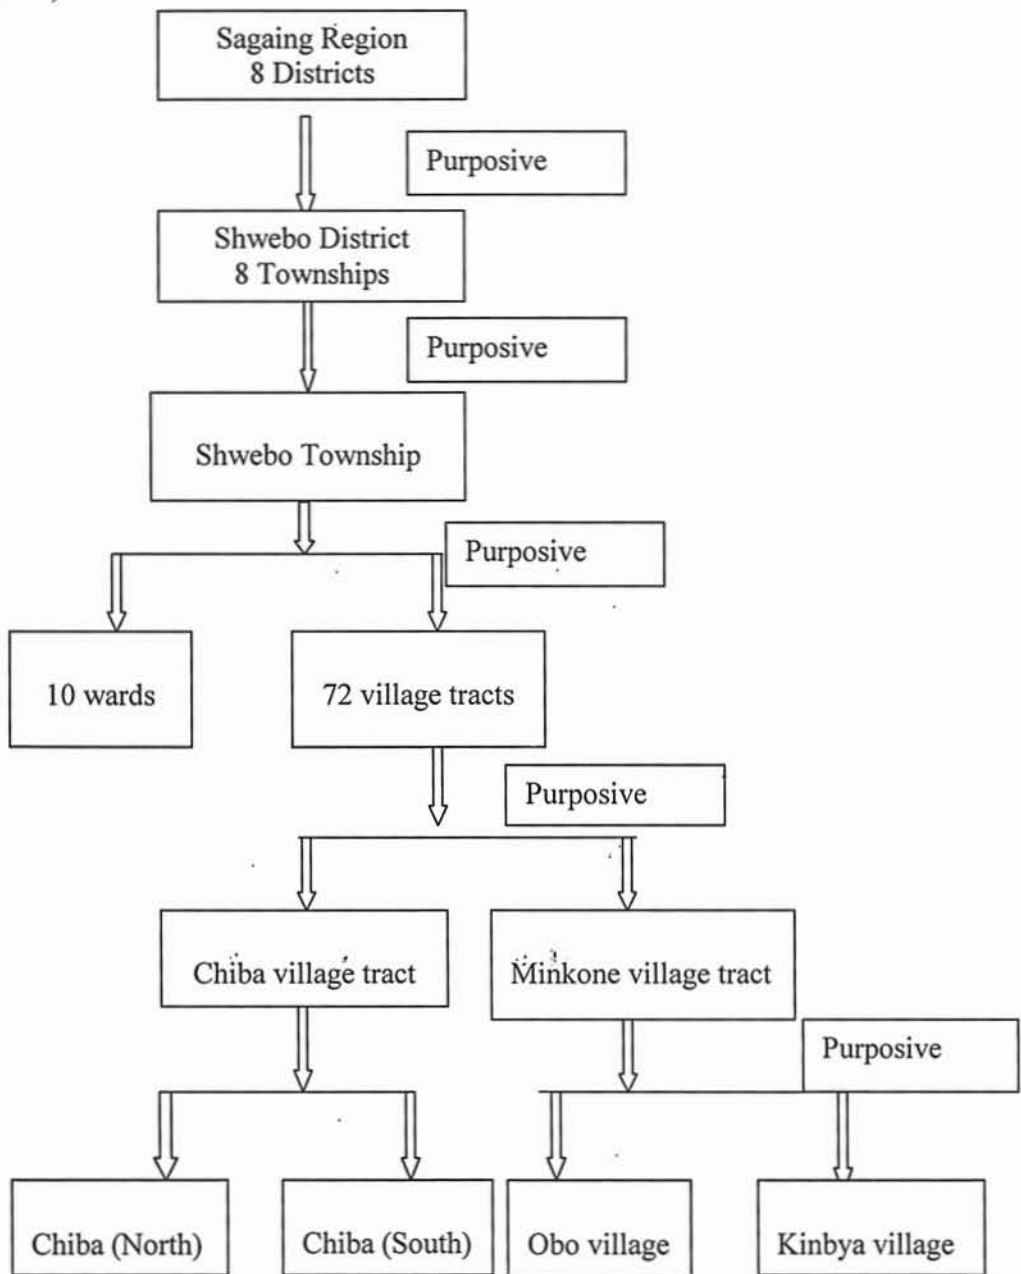 Sagaing Region
8 Districts
Purposive
Shwebo District
8 Townships
Purposive
Shwebo Township
Purposive
10 wards
72 village tracts
Purposive
Chiba village tract
Minkone village tract
Purposive
Chiba (North)
Chiba (South)
Obo village
Kinbya village